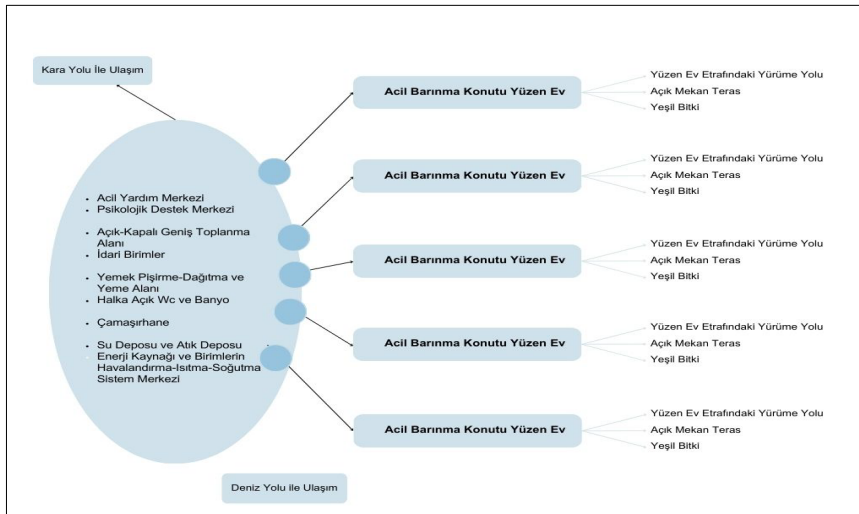 Kara Yolu İle Ulaşım
Acil Yardım Merkezi
Psikolojik Destek Merkezi
Açık-Kapalı Geniş Toplanma
Alanı
İdari Birimler
Yemek Pişirme-Dağıtma ve
Yeme Alanı
Halka Açık Wc ve Banyo
Çamaşırhane
Su Deposu ve Atık Deposu
Enerji Kaynağı ve Birimlerin
Havalandırma-Isıtma-Soğutma
Sistem Merkezi
Deniz Yolu ile Ulaşım
Acil Barınma Konutu Yüzen Ev
Yüzen Ev Etrafındaki Yürüme Yolu
Açık Mekan Teras
Yeşil Bitki
Acil Barınma Konutu Yüzen Ev
Yüzen Ev Etrafındaki Yürüme Yolu
Açık Mekan Teras
Yeşil Bitki
Acil Barınma Konutu Yüzen Ev
Yüzen Ev Etrafındaki Yürüme Yolu
Açık Mekan Teras
Yeşil Bitki
Acil Barınma Konutu Yüzen Ev
Yüzen Ev Etrafındaki Yürüme Yolu
Açık Mekan Teras
Yeşil Bitki
Acil Barınma Konutu Yüzen Ev
Yüzen Ev Etrafındaki Yürüme Yolu
Açık Mekan Teras
Yeşil Bitki